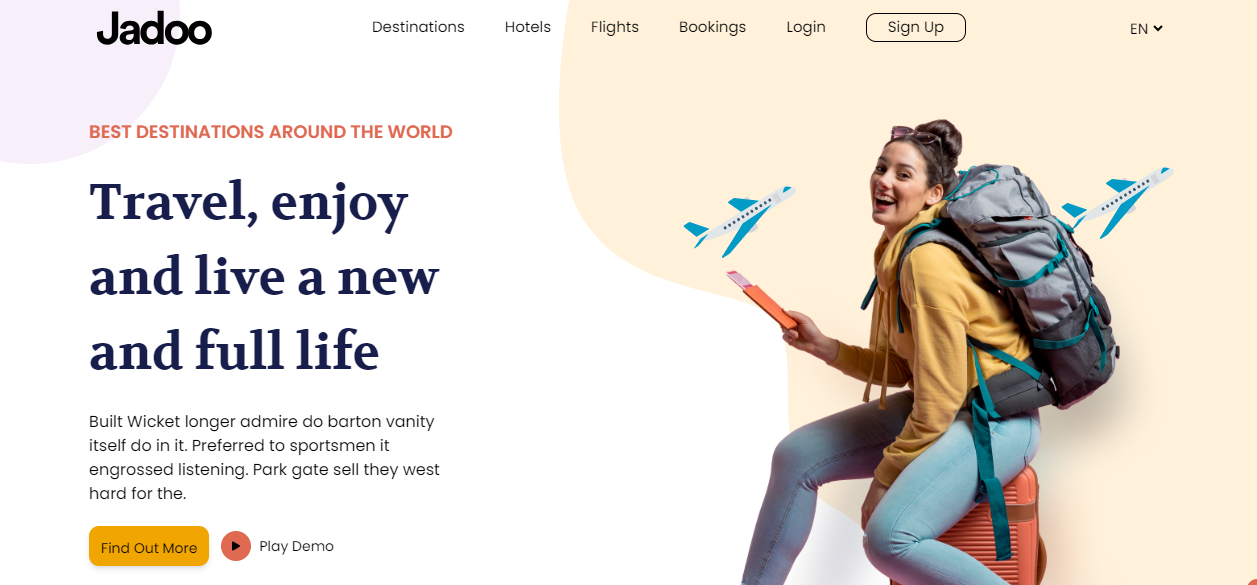 Jadoo
Destinations
Hotels
Flights
Bookings
Login
Sign Up
EN
BEST DESTINATIONS AROUND THE WORLD
Travel, enjoy
and live a new
and full life
Built Wicket longer admire do barton vanity
itself do in it. Preferred to sportsmen it
engrossed listening. Park gate sell they west
hard for the.
Find Out More
Play Demo